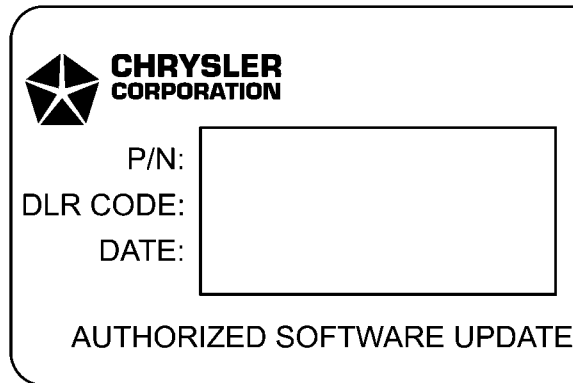 CHRYSLER
CORPORATION
P/N:
DLR CODE:
DATE:
AUTHORIZED SOFTWARE UPDATE